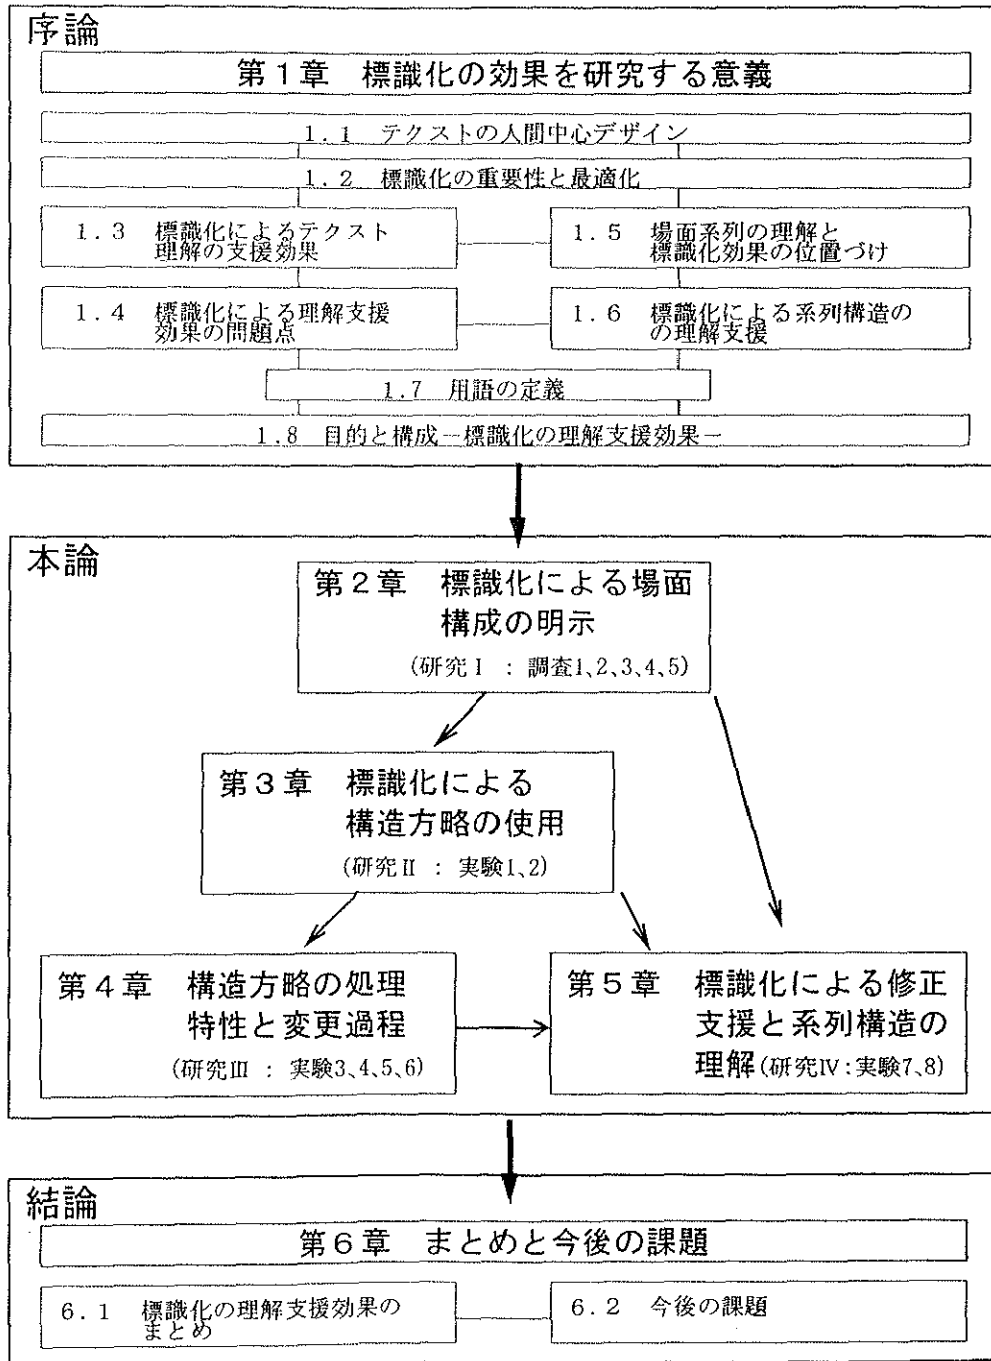 序論
第1章 標識化の効果を研究する意義
1.1 テクストの人間中心デザイン
1.2 標識化の重要性と最適化
1.3 標識化によるテクスト
理解の支援効果
1.5 場面系列の理解と
標識化効果の位置づけ
1.4 標識化による理解支援
効果の問題点
1.6 標識化による系列構造の
の理解支援
1.7 用語の定義
1.8 目的と構成－標識化の理解支援効果－
本論
第2章 標識化による場面
構成の明示
(研究Ⅰ : 調査1、2、3、4、5)
第3章 標識化による
構造方略の使用
(研究Ⅱ : 実験1、2)
第4章 構造方略の処理
特性と変更過程
(研究Ⅲ : 実験3、4、5、6)
第5章 標識化による修正
支援と系列構造の
理解(研究Ⅳ:実験7、8)
結論
第6章 まとめと今後の課題
6.1 標識化の理解支援効果の
まとめ
6.2 今後の課題